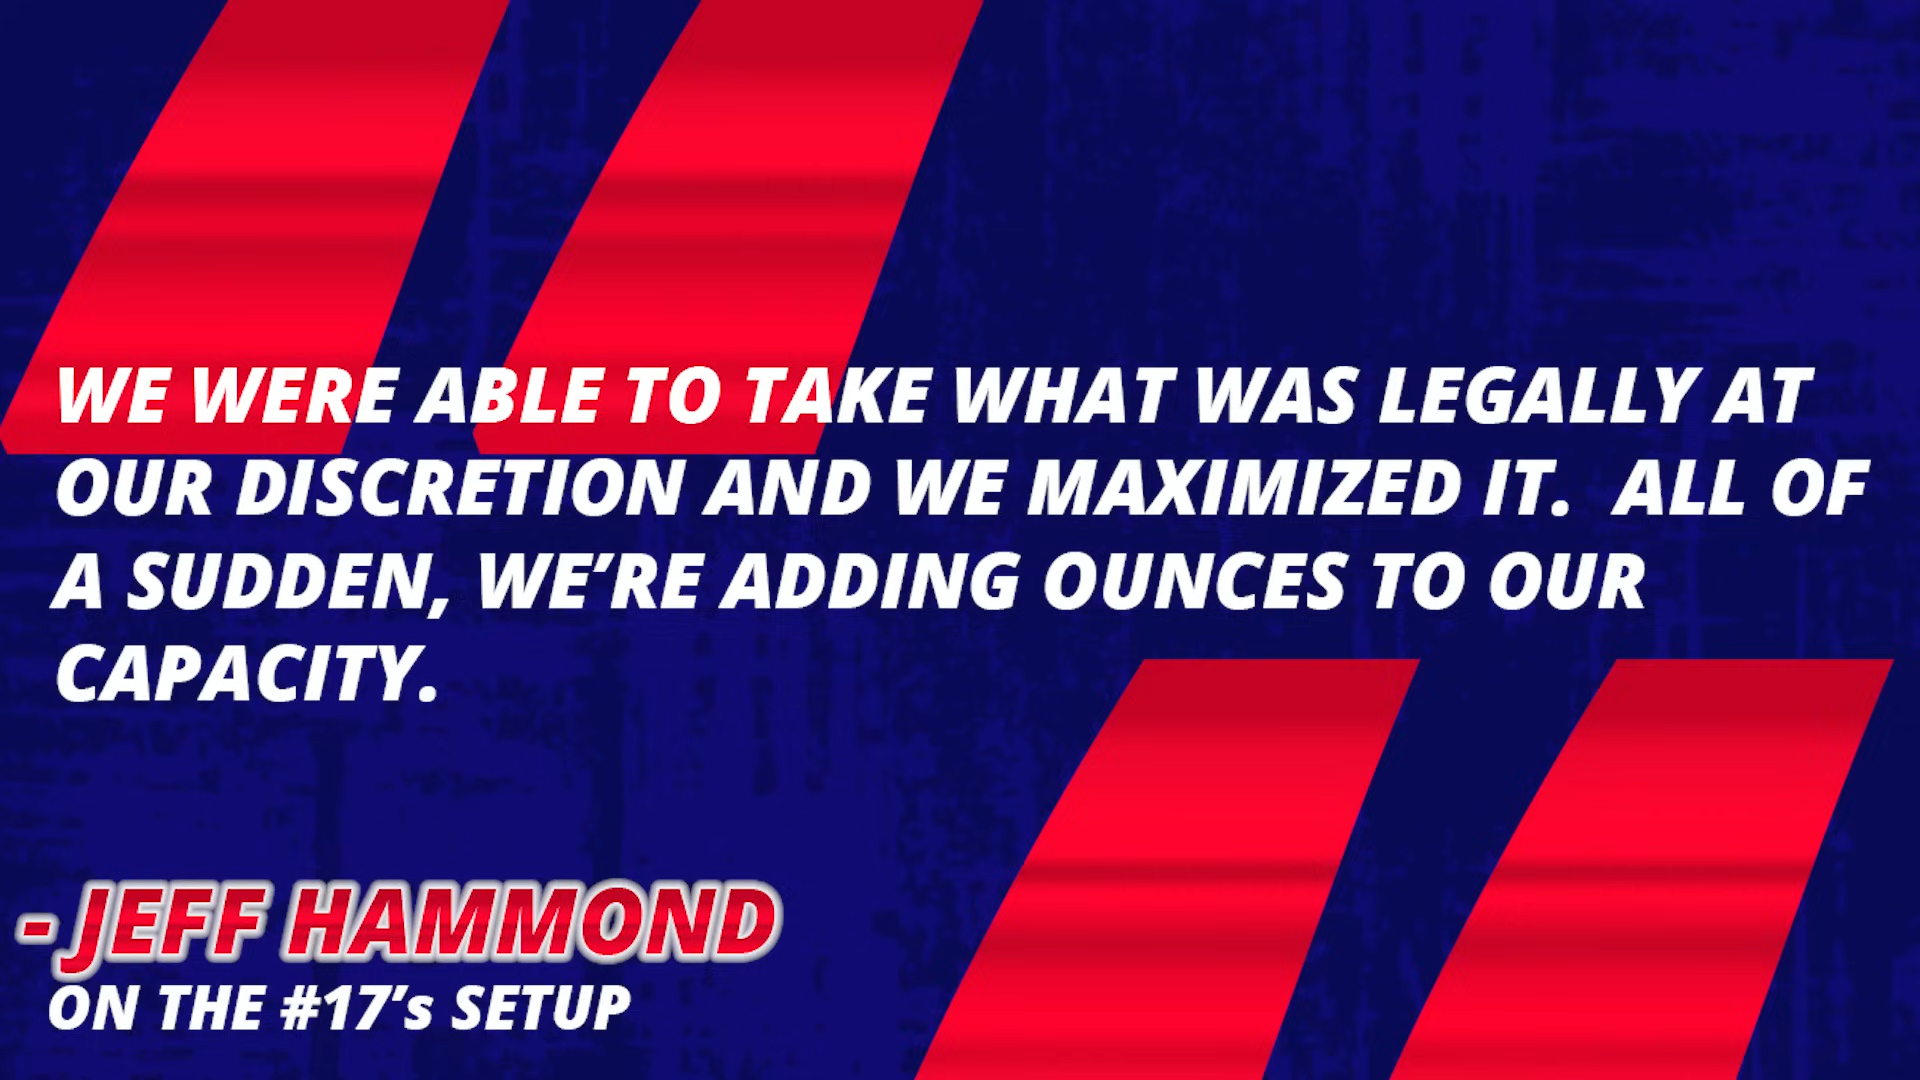 WE WERE ABLE TO TAKE WHAT WAS LEGALLY AT
OUR DISCRETION AND WE MAXIMIZED IT.  ALL OF
A SUDDEN, WE’RE ADDING OUNCES TO OUR
CAPACITY.
- JEFF HAMMOND
ON THE #17’s SETUP